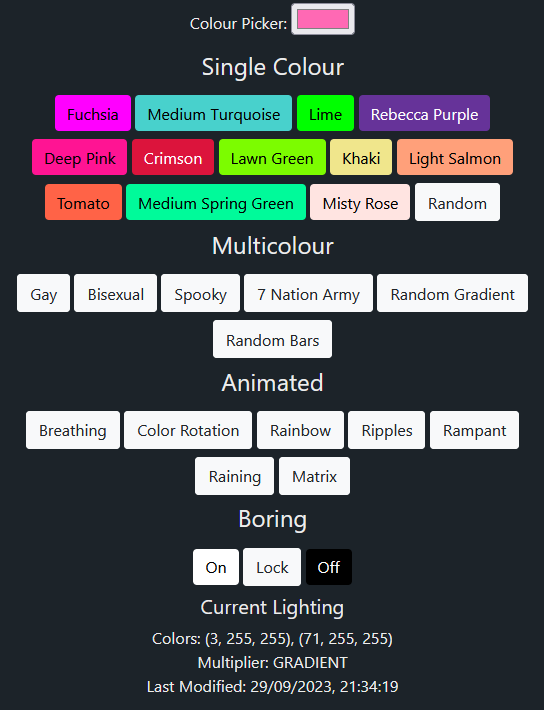 Colour Picker:
Single Colour
Fuchsia Medium Turquoise Lime Rebecca Purple
Deep Pink Crimson Lawn Green Khaki Light Salmon
Tomato Medium Spring Green Misty Rose Random
Multicolour
Gay Bisexual Spooky 7 Nation Army Random Gradient
Random Bars
Animated
Breathing Color Rotation Rainbow Ripples Rampant
Raining Matrix
Boring
On Lock Off
Current Lighting
Colors: (3, 255, 255), (71, 255, 255)
Multiplier: GRADIENT
Last Modified: 29/09/2023, 21:34:19